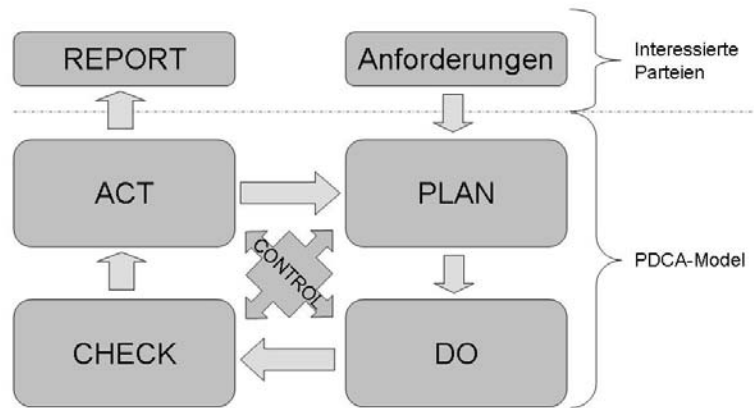 REPORT
Anforderungen
Interessierte
Parteien
ACT
PLAN
CONTROL
PDCA-Model
CHECK
DO